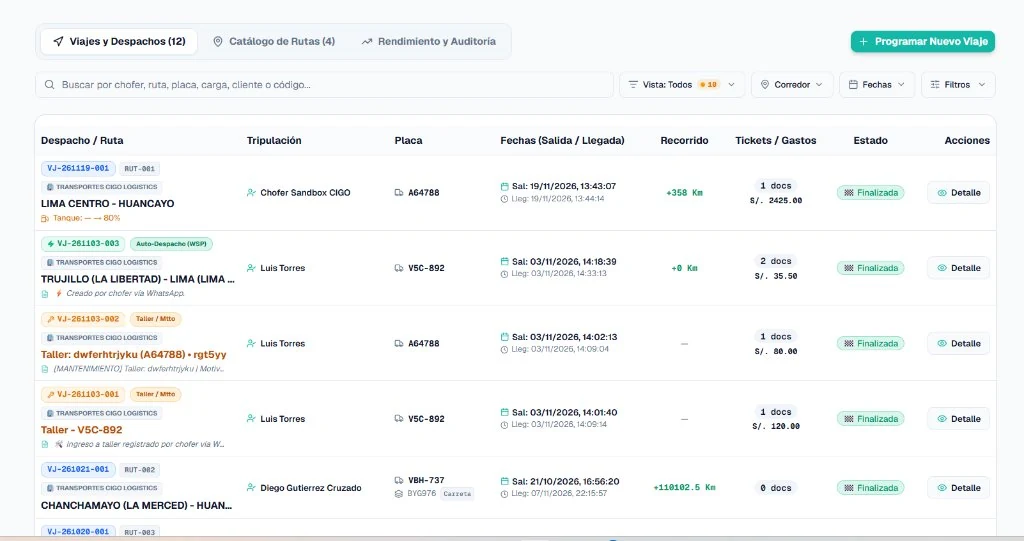 Viajes y Despachos (12)
Catálogo de Rutas (4)
Rendimiento y Auditoría
Programar Nuevo Viaje
Buscar por chofer, ruta, placa, carga, cliente o código...
Vista: Todos 10
Corredor
Fechas
Filtros
Despacho / Ruta Tripulación Placa Fechas (Salida / Llegada) Recorrido Tickets / Gastos Estado Acciones
VJ-261119-001 RUT-001
TRANSPORTES CIGO LOGISTICS
LIMA CENTRO - HUANCAYO
Tanque: — → 80%
Chofer Sandbox CIGO
A64788
Sal: 19/11/2026, 13:43:07
Lleg: 19/11/2026, 13:44:14
+358 Km
1 docs
S/. 2425.00
Finalizada
Detalle
VJ-261103-003 Auto-Despacho (WSP)
TRANSPORTES CIGO LOGISTICS
TRUJILLO (LA LIBERTAD) - LIMA (LIMA ...
Creado por chofer vía WhatsApp.
Luis Torres
V5C-892
Sal: 03/11/2026, 14:18:39
Lleg: 03/11/2026, 14:33:13
+0 Km
2 docs
S/. 35.50
Finalizada
Detalle
VJ-261103-002 Taller / Mtto
TRANSPORTES CIGO LOGISTICS
Taller: dwferhtrjyku (A64788) • rgt5yy
[MANTENIMIENTO] Taller: dwferhtrjyku | Motiv...
Luis Torres
A64788
Sal: 03/11/2026, 14:02:13
Lleg: 03/11/2026, 14:09:04
—
1 docs
S/. 80.00
Finalizada
Detalle
VJ-261103-001 Taller / Mtto
TRANSPORTES CIGO LOGISTICS
Taller - V5C-892
Ingreso a taller registrado por chofer vía W...
Luis Torres
V5C-892
Sal: 03/11/2026, 14:01:40
Lleg: 03/11/2026, 14:09:14
—
1 docs
S/. 120.00
Finalizada
Detalle
VJ-261021-001 RUT-002
TRANSPORTES CIGO LOGISTICS
CHANCHAMAYO (LA MERCED) - HUAN...
Diego Gutierrez Cruzado
VBH-737
BYG976 Carreta
Sal: 21/10/2026, 16:56:20
Lleg: 07/11/2026, 22:15:57
+110102.5 Km
0 docs
Finalizada
Detalle
VJ-261020-001 RUT-003